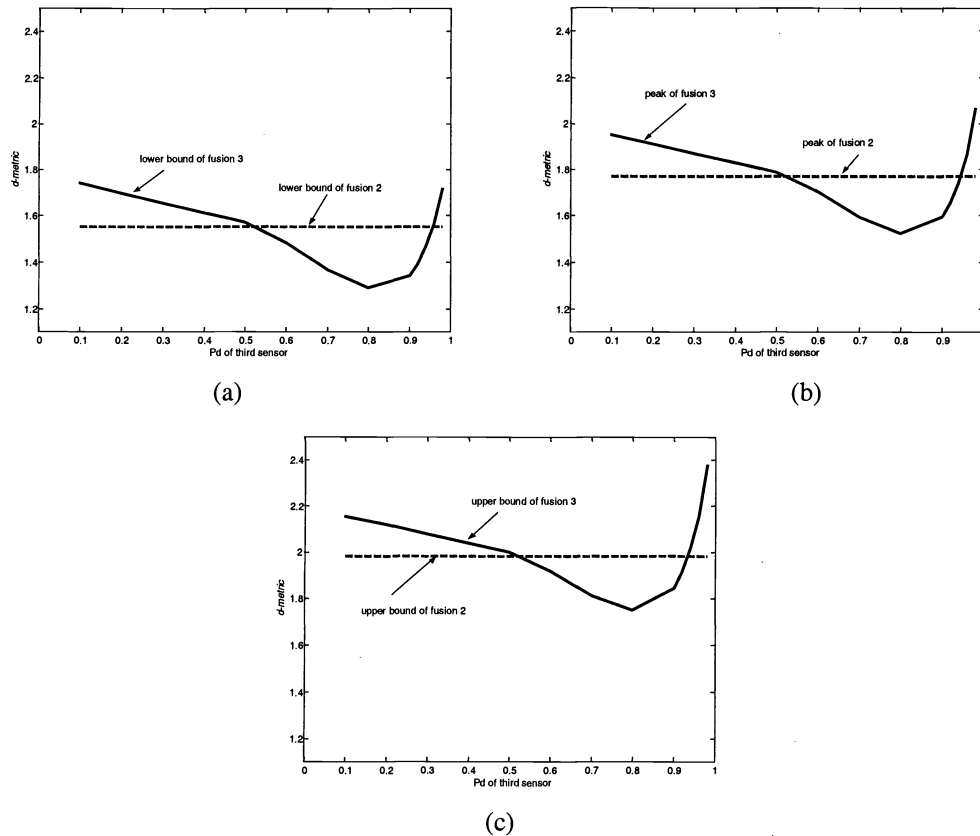 2.4
2.2
2
1.8
1.6
1.4
1.2
d-metric
lower bound of fusion 3
lower bound of fusion 2
0 0.1 0.2 0.3 0.4 0.5 0.6 0.7 0.8 0.9 1
Pd of third sensor
(a)
2.4
2.2
2
1.8
1.6
1.4
1.2
d-metric
peak of fusion 3
peak of fusion 2
0 0.1 0.2 0.3 0.4 0.5 0.6 0.7 0.8 0.9
Pd of third sensor
(b)
2.4
2.2
2
1.8
1.6
1.4
1.2
d-metric
upper bound of fusion 3
upper bound of fusion 2
0 0.1 0.2 0.3 0.4 0.5 0.6 0.7 0.8 0.9 1
Pd of third sensor
(c)